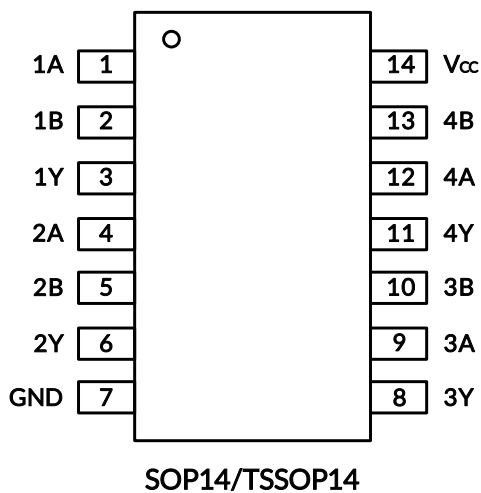 1A 1 14 Vcc
1B 2 13 4B
1Y 3 12 4A
2A 4 11 4Y
2B 5 10 3B
2Y 6 9 3A
GND 7 8 3Y
SOP14/TSSOP14